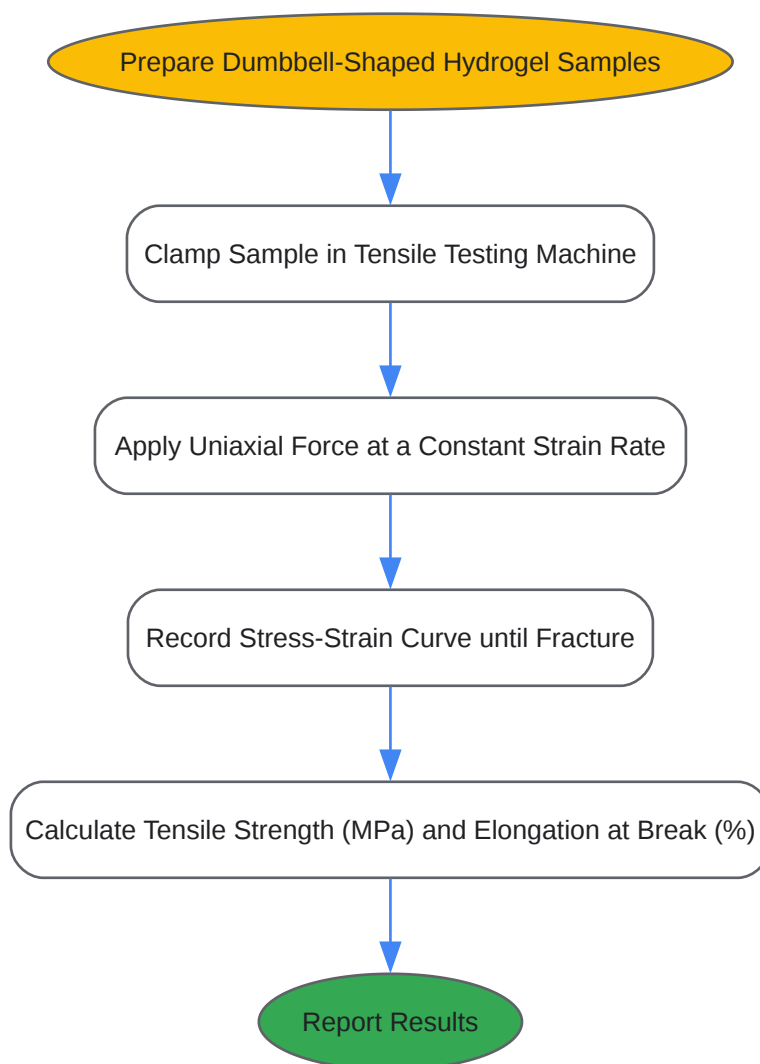 Prepare Dumbbell-Shaped Hydrogel Samples
Clamp Sample in Tensile Testing Machine
Apply Uniaxial Force at a Constant Strain Rate
Record Stress-Strain Curve until Fracture
Calculate Tensile Strength (MPa) and Elongation at Break (%)
Report Results